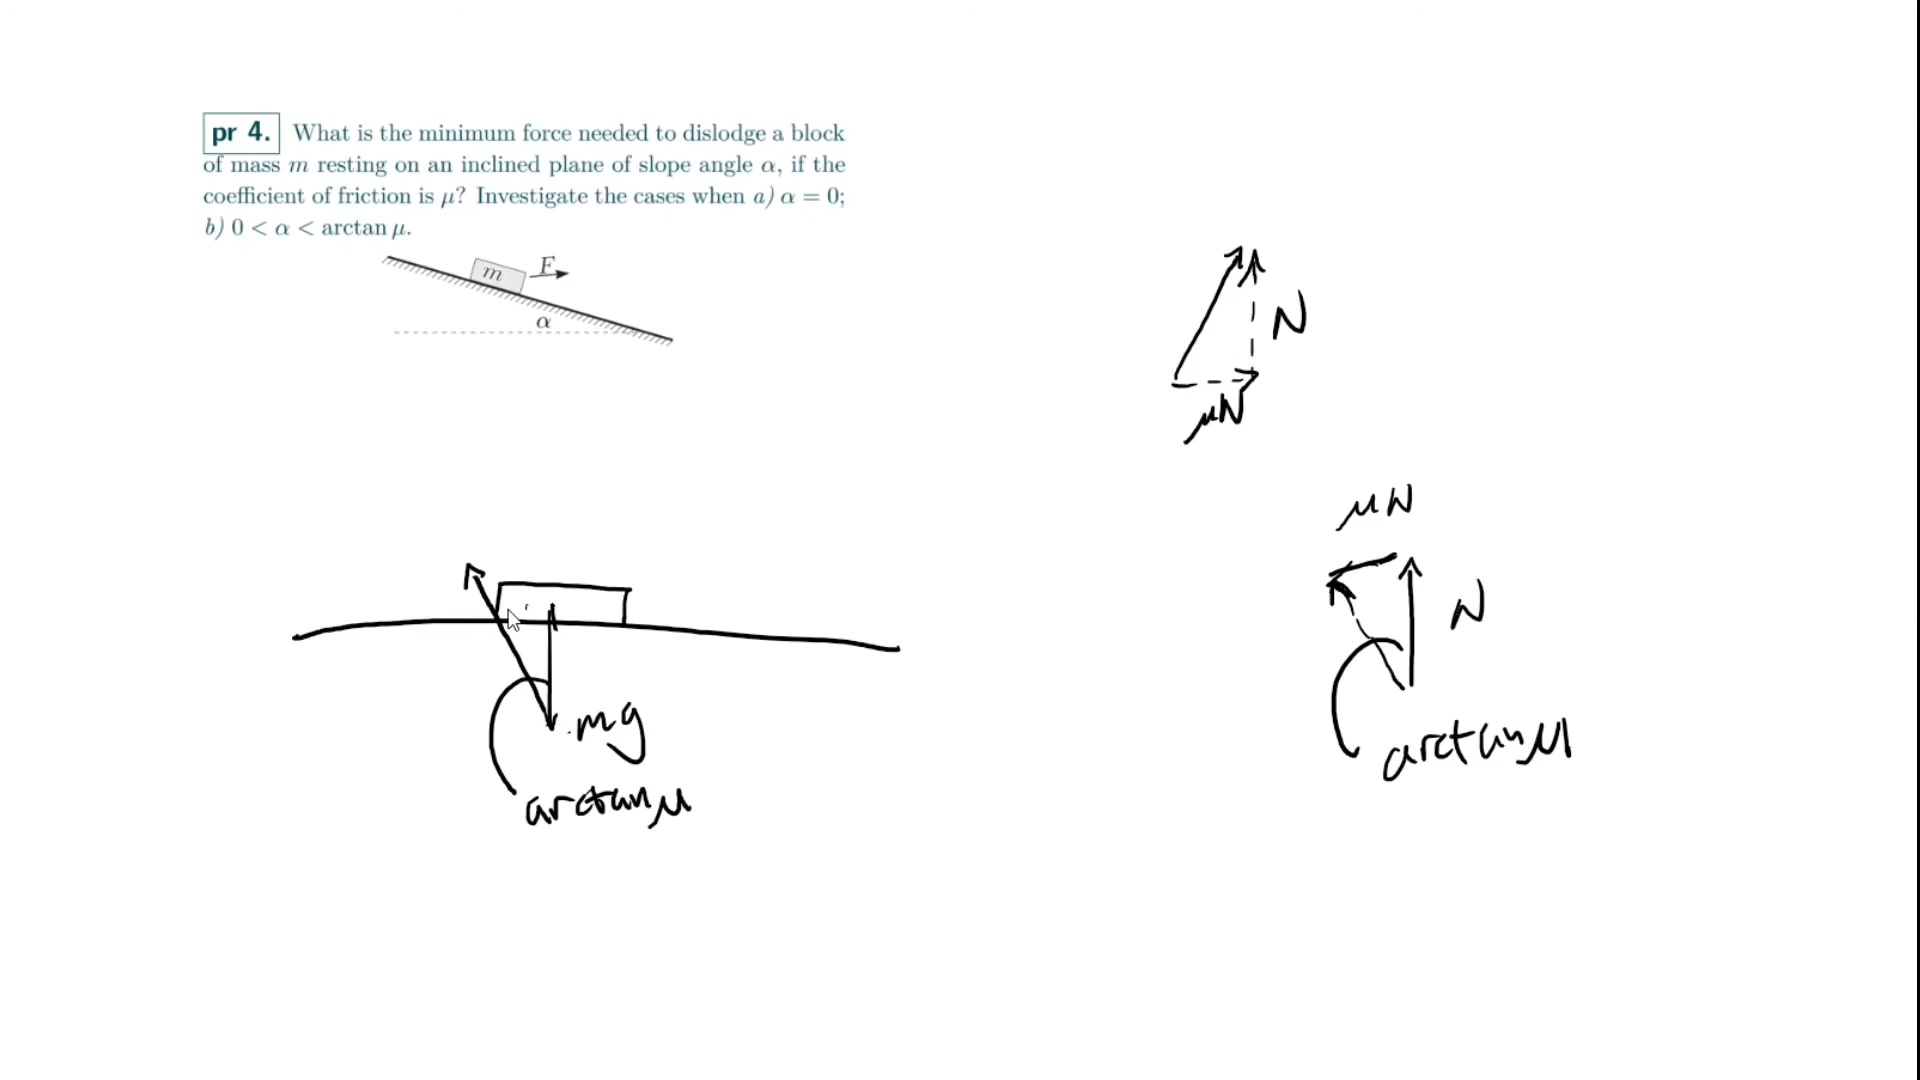 pr 4. What is the minimum force needed to dislodge a block
of mass m resting on an inclined plane of slope angle α, if the
coefficient of friction is μ? Investigate the cases when a) α = 0;
b) 0 < α < arctan μ.
m
F
α
N
μN
μN
N
arctan μ
mg
arctan μ